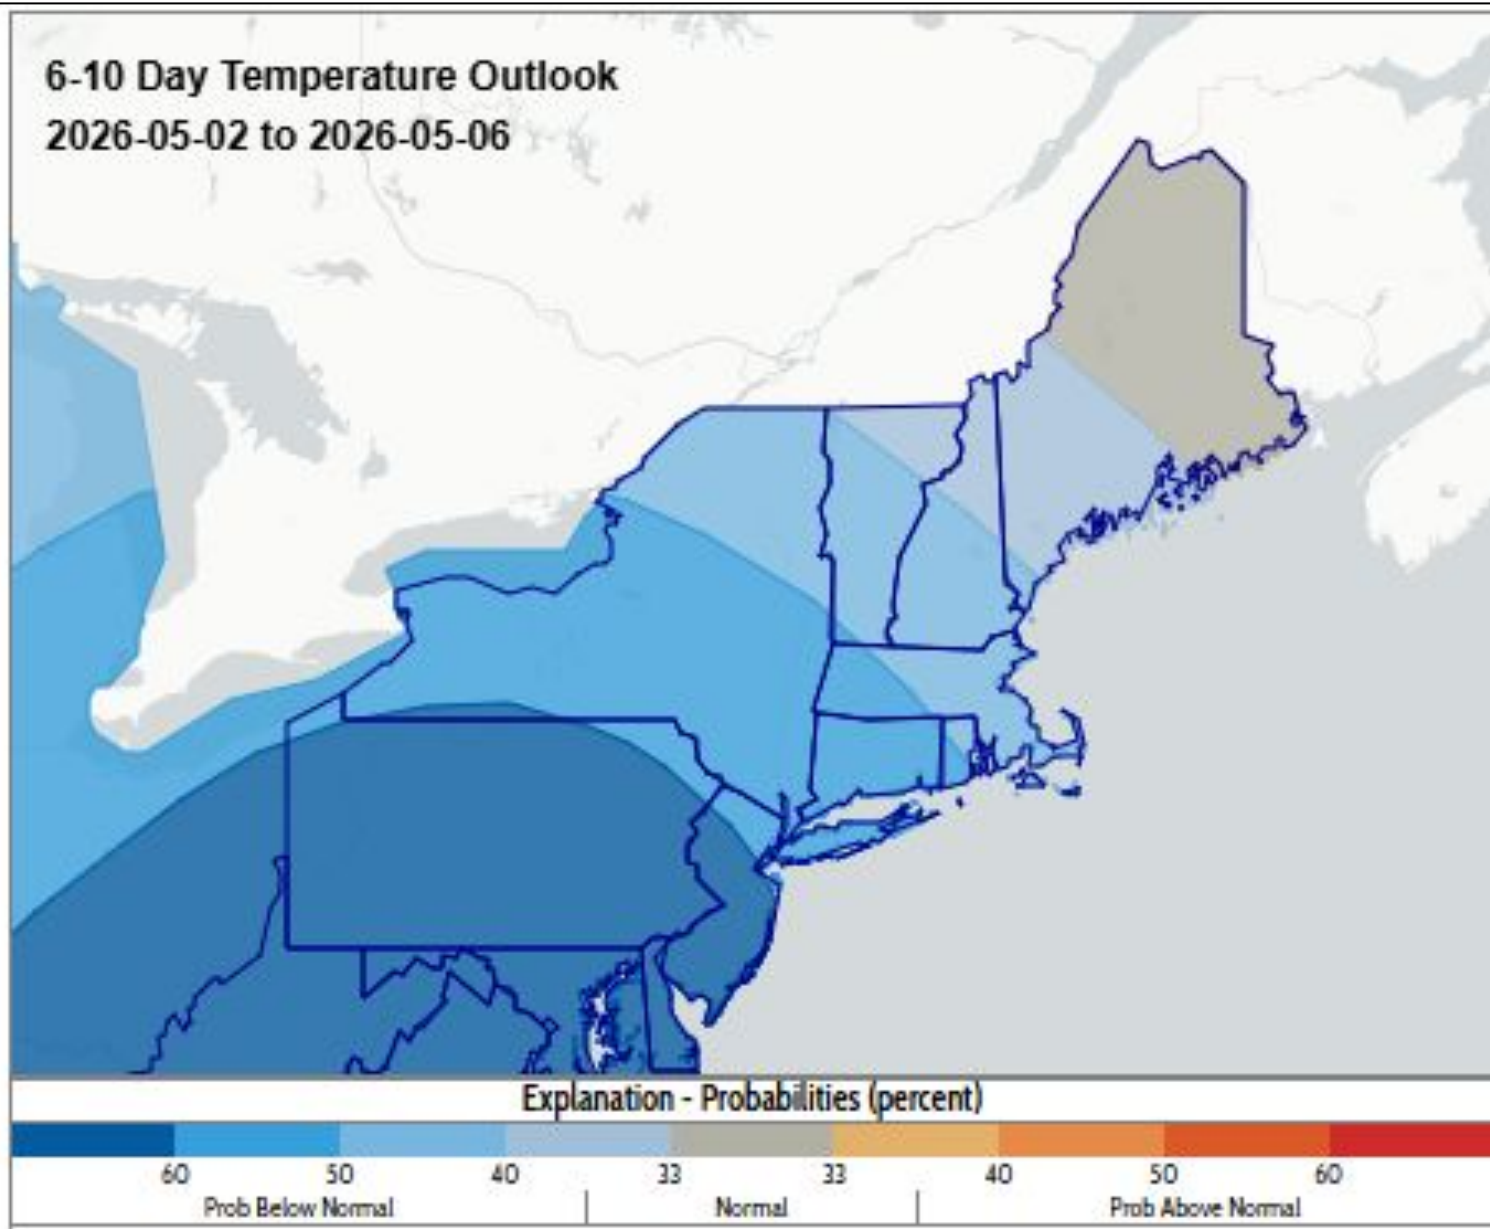 6-10 Day Temperature Outlook
2026-05-02 to 2026-05-06
Explanation - Probabilities (percent)
60 50 40 33 33 40 50 60
Prob Below Normal Normal Prob Above Normal